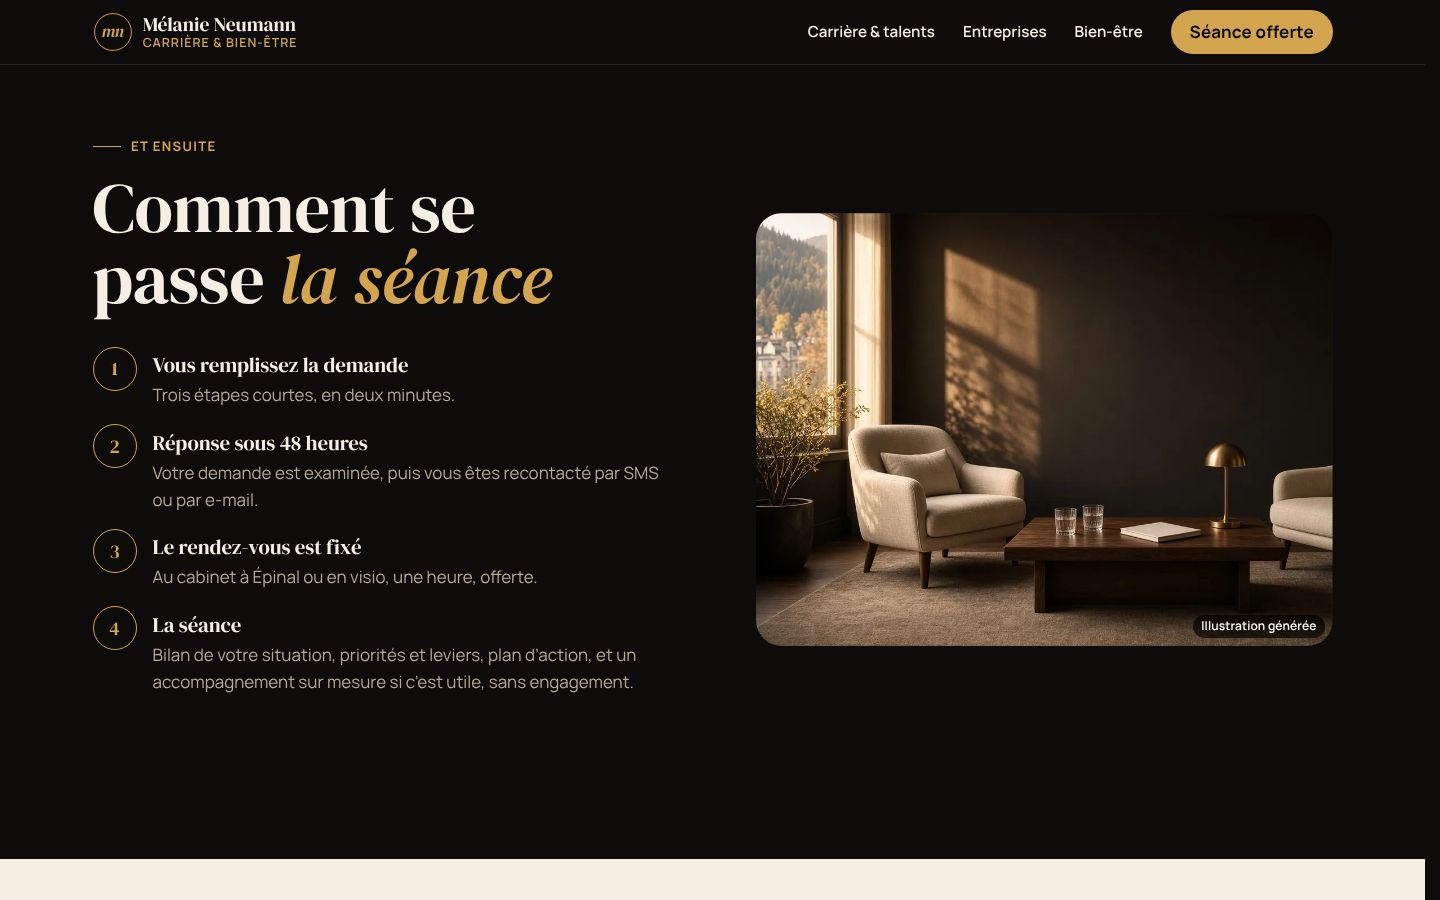 mn
Mélanie Neumann
CARRIÈRE & BIEN-ÊTRE
Carrière & talents
Entreprises
Bien-être
Séance offerte
ET ENSUITE
Comment se
passe la séance
1
Vous remplissez la demande
Trois étapes courtes, en deux minutes.
2
Réponse sous 48 heures
Votre demande est examinée, puis vous êtes recontacté par SMS
ou par e-mail.
3
Le rendez-vous est fixé
Au cabinet à Épinal ou en visio, une heure, offerte.
4
La séance
Bilan de votre situation, priorités et leviers, plan d’action, et un
accompagnement sur mesure si c’est utile, sans engagement.
Illustration générée